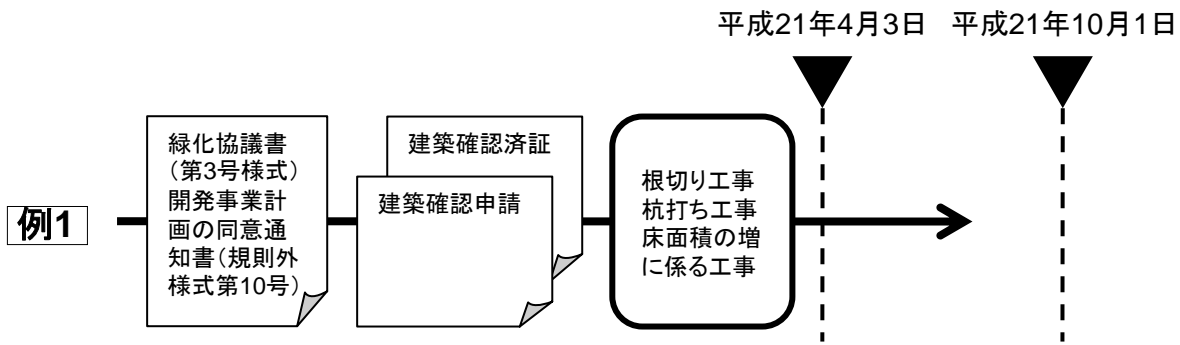 平成21年4月3日 平成21年10月1日
例1
緑化協議書
(第3号様式)
開発事業計
画の同意通
知書(規則外
様式第10号)
建築確認済証
建築確認申請
根切り工事
杭打ち工事
床面積の増
に係る工事